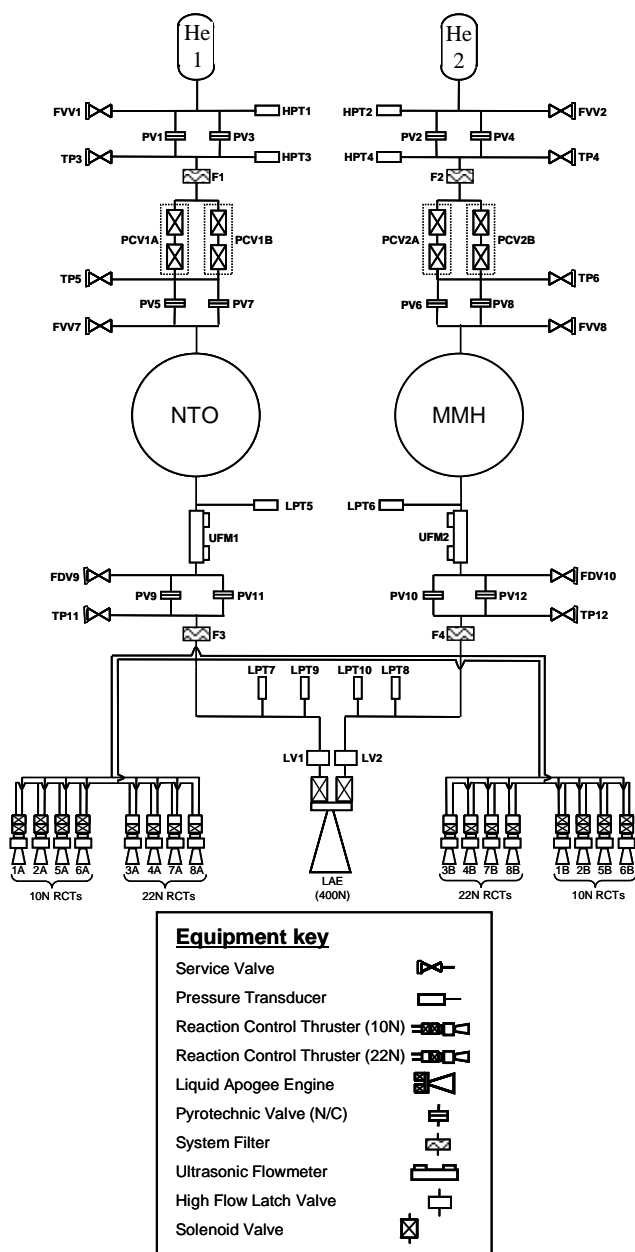 He
1
He
2
FVV1
HPT1
HPT2
FVV2
PV1
PV3
PV2
PV4
TP3
HPT3
HPT4
TP4
F1
F2
PCV1A
PCV1B
PCV2A
PCV2B
TP5
TP6
PV5
PV7
PV6
PV8
FVV7
FVV8
NTO
MMH
LPT5
LPT6
UFM1
UFM2
FDV9
FDV10
PV9
PV11
PV10
PV12
TP11
TP12
F3
F4
LPT7
LPT9
LPT10
LPT8
LV1
LV2
1A 2A 5A 6A
3A 4A 7A 8A
3B 4B 7B 8B
1B 2B 5B 6B
10N RCTs
22N RCTs
LAE
(400N)
22N RCTs
10N RCTs
Equipment key
Service Valve
Pressure Transducer
Reaction Control Thruster (10N)
Reaction Control Thruster (22N)
Liquid Apogee Engine
Pyrotechnic Valve (N/C)
System Filter
Ultrasonic Flowmeter
High Flow Latch Valve
Solenoid Valve